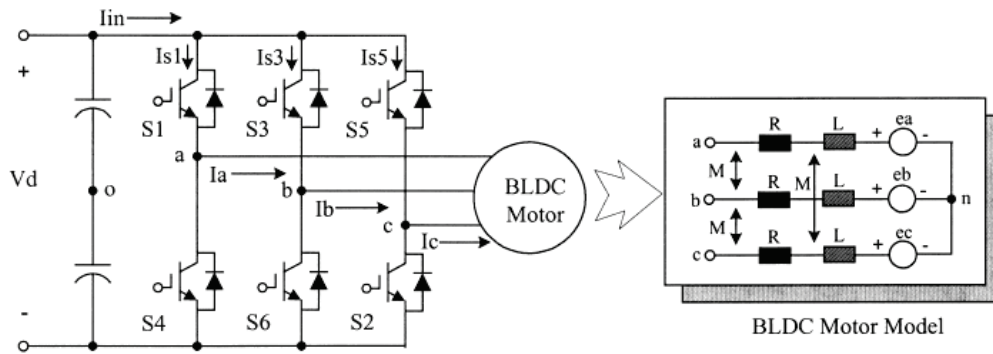 Iin
Is1 Is3 Is5
+
S1 S3 S5
a
Ia
Vd o b
Ib
c
Ic
-
S4 S6 S2
BLDC
Motor
R L + ea -
a
M M
R L + eb -
b n
M
R L + ec -
c
BLDC Motor Model